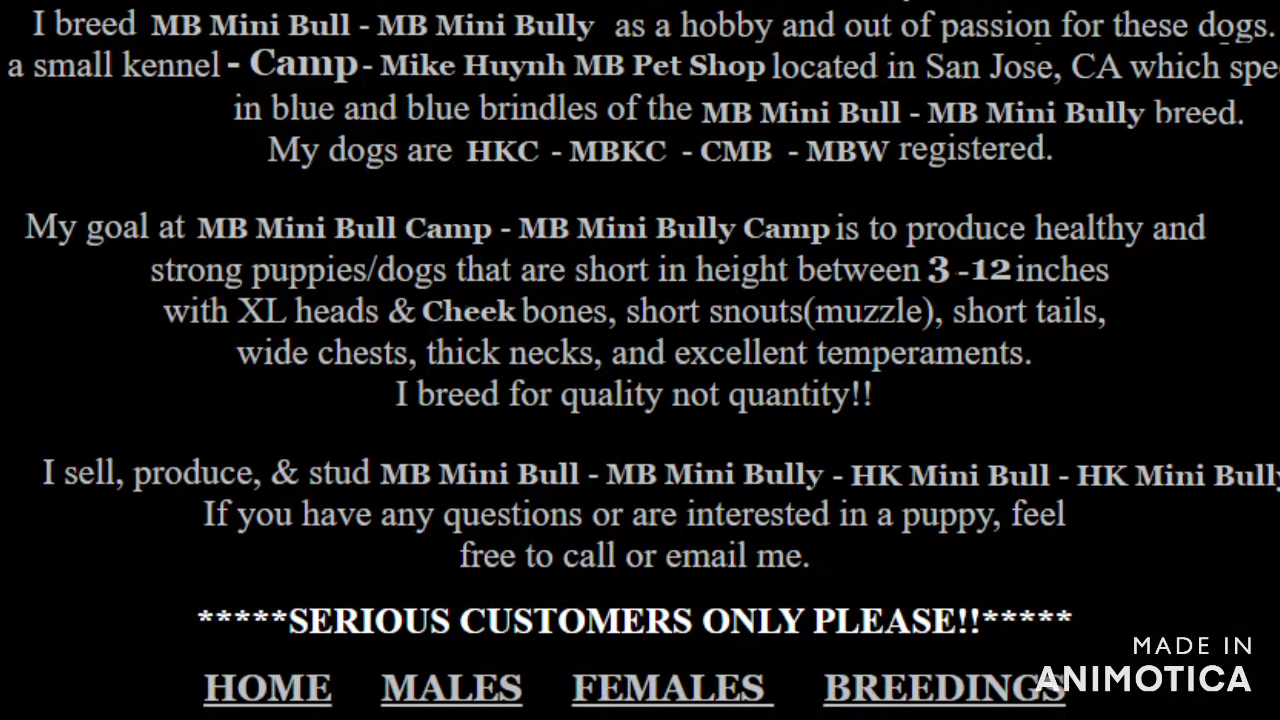 I breed MB Mini Bull - MB Mini Bully as a hobby and out of passion for these dogs.
a small kennel - Camp - Mike Huynh MB Pet Shop located in San Jose, CA which spe
in blue and blue brindles of the MB Mini Bull - MB Mini Bully breed.
My dogs are HKC - MBKC - CMB - MBW registered.
My goal at MB Mini Bull Camp - MB Mini Bully Camp is to produce healthy and
strong puppies/dogs that are short in height between 3 -12 inches
with XL heads & Cheek bones, short snouts(muzzle), short tails,
wide chests, thick necks, and excellent temperaments.
I breed for quality not quantity!!
I sell, produce, & stud MB Mini Bull - MB Mini Bully - HK Mini Bull - HK Mini Bully
If you have any questions or are interested in a puppy, feel
free to call or email me.
*****SERIOUS CUSTOMERS ONLY PLEASE!!*****
HOME MALES FEMALES BREEDINGS
MADE IN
ANIMOTICA